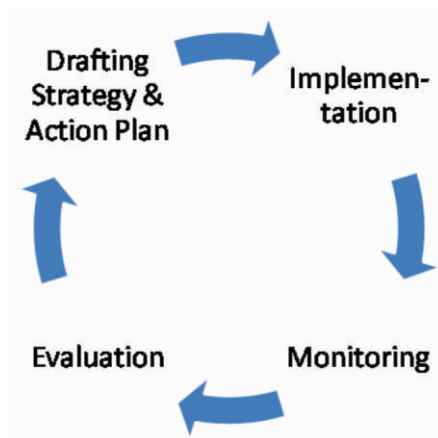 Drafting
Strategy &
Action Plan
Implemen-
tation
Monitoring
Evaluation